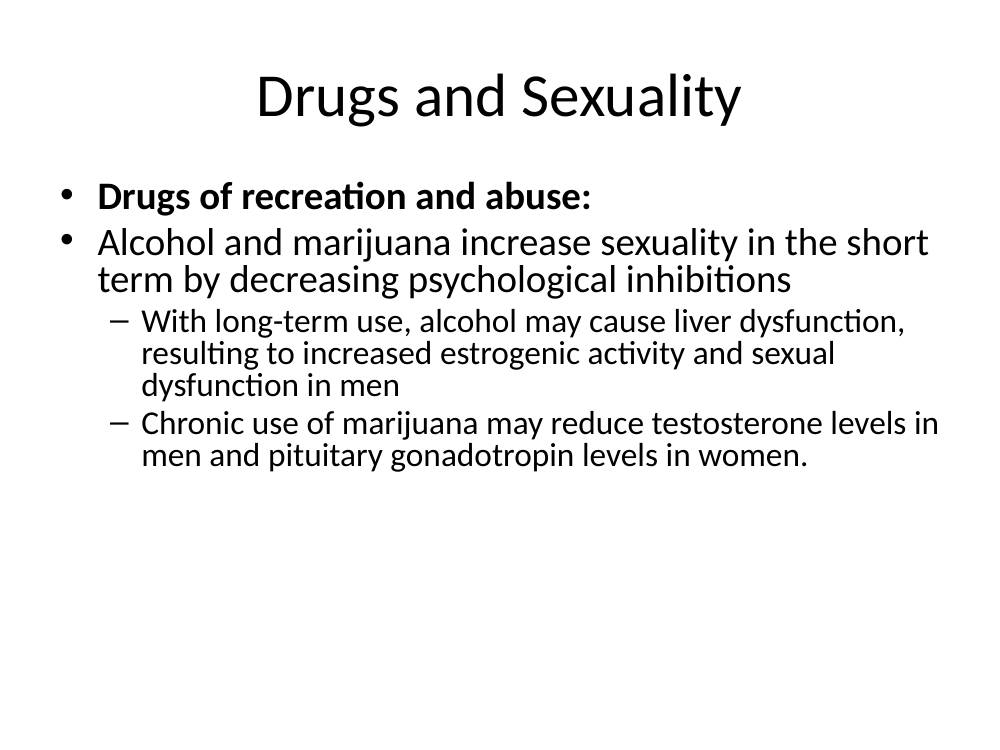 Drugs and Sexuality
• Drugs of recreation and abuse:
• Alcohol and marijuana increase sexuality in the short
term by decreasing psychological inhibitions
– With long-term use, alcohol may cause liver dysfunction,
resulting to increased estrogenic activity and sexual
dysfunction in men
– Chronic use of marijuana may reduce testosterone levels in
men and pituitary gonadotropin levels in women.